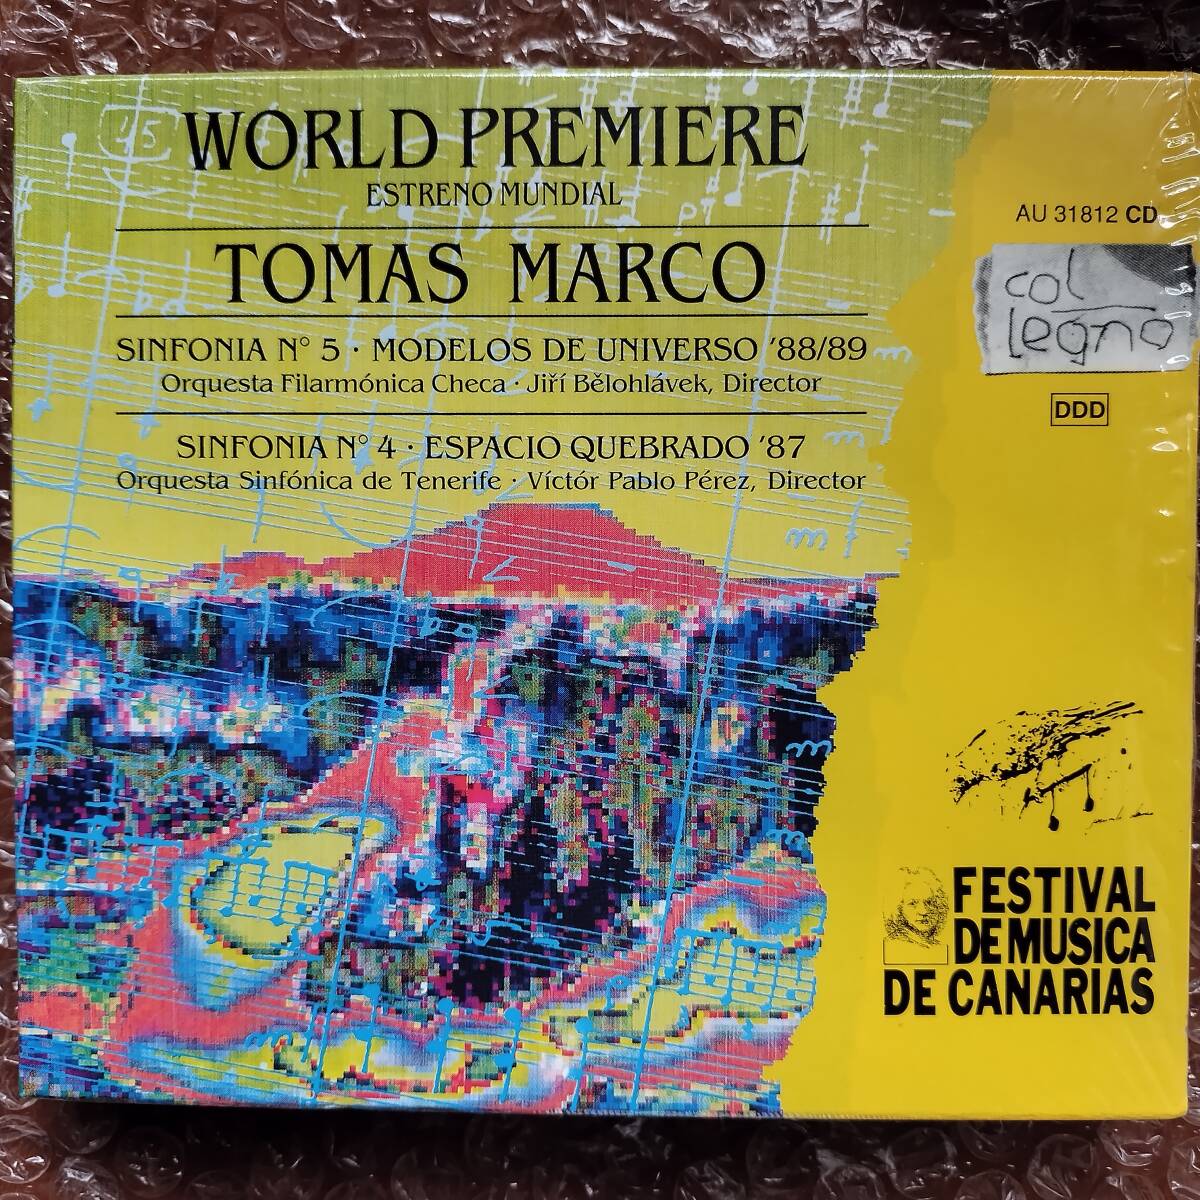 WORLD PREMIERE
ESTRENO MUNDIAL
TOMAS MARCO
SINFONIA N° 5 · MODELOS DE UNIVERSO '88/89
Orquesta Filarmónica Checa · Jiří Bělohlávek, Director
SINFONIA N° 4 · ESPACIO QUEBRADO '87
Orquesta Sinfónica de Tenerife · Víctór Pablo Pérez, Director
AU 31812 CD
col
legno
DDD
FESTIVAL
DE MUSICA
DE CANARIAS